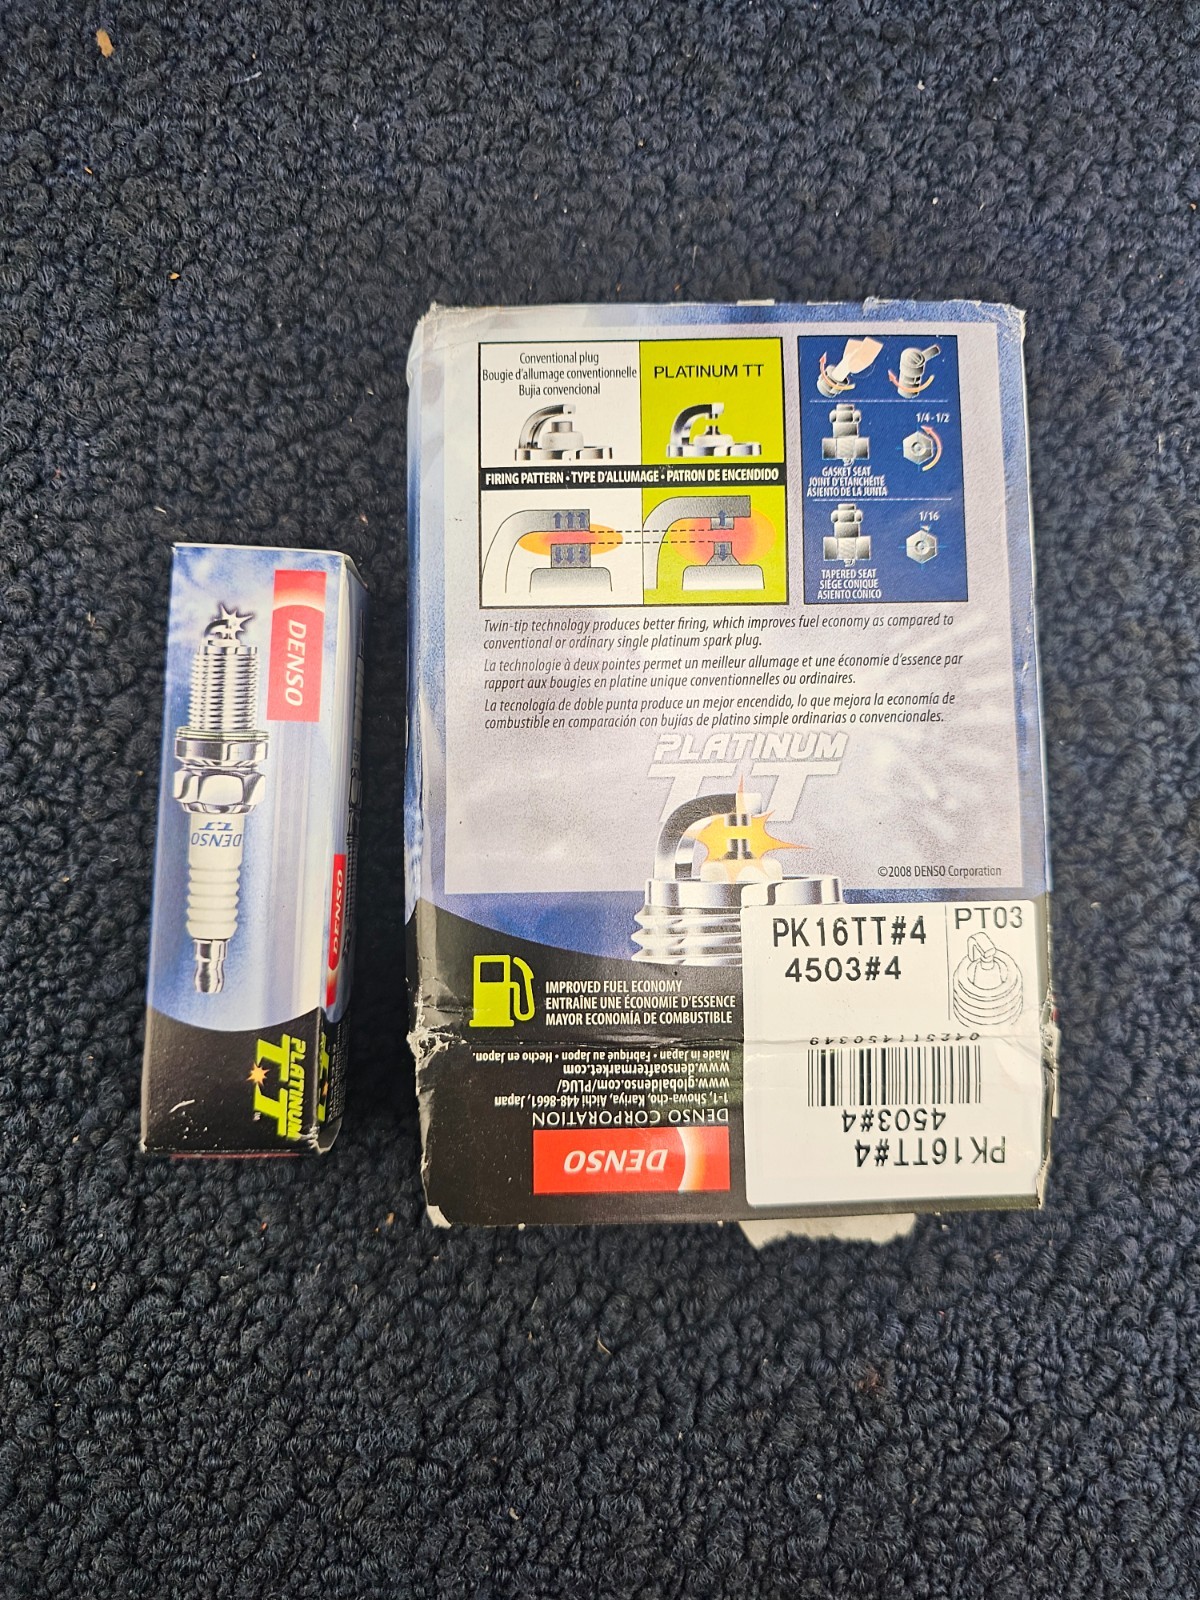 DENSO
DENSO
TT
DENSO
PLATINUM
TT
Conventional plug
Bougie d'allumage conventionnelle
Bujia convencional
PLATINUM TT
FIRING PATTERN • TYPE D'ALLUMAGE • PATRON DE ENCENDIDO
1/4 - 1/2
GASKET SEAT
JOINT D'ÉTANCHÉITÉ
ASIENTO DE LA JUNTA
1/16
TAPERED SEAT
SIÈGE CONIQUE
ASIENTO CÓNICO
Twin-tip technology produces better firing, which improves fuel economy as compared to
conventional or ordinary single platinum spark plug.
La technologie à deux pointes permet un meilleur allumage et une économie d'essence par
rapport aux bougies en platine unique conventionnelles ou ordinaires.
La tecnología de doble punta produce un mejor encendido, lo que mejora la economía de
combustible en comparación con bujías de platino simple ordinarias o convencionales.
PLATINUM
TT
©2008 DENSO Corporation
IMPROVED FUEL ECONOMY
ENTRAÎNE UNE ÉCONOMIE D'ESSENCE
MAYOR ECONOMÍA DE COMBUSTIBLE
PK16TT#4
4503#4
PT03
DENSO
DENSO CORPORATION
1-1, Showa-cho, Kariya, Aichi 448-8661, Japan
www.globaldenso.com/PLUG/
www.densoaftermarket.com
Made in Japan • Fabriqué au Japon • Hecho en Japon.
PK16TT#4
4503#4
042511450349